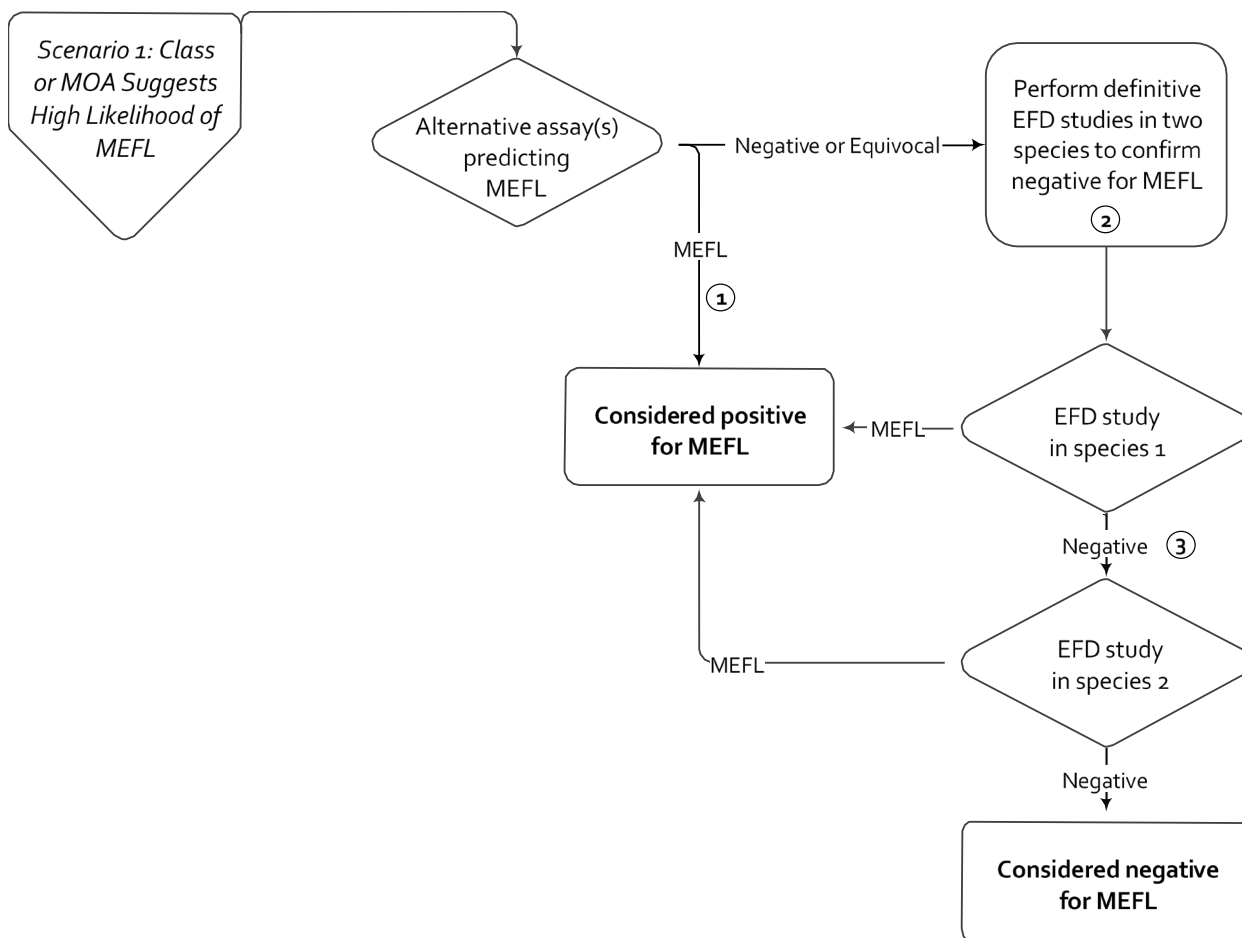 Scenario 1: Class
or MOA Suggests
High Likelihood of
MEFL
Alternative assay(s)
predicting
MEFL
Negative or Equivocal
Perform definitive
EFD studies in two
species to confirm
negative for MEFL
2
MEFL
1
Considered positive
for MEFL
MEFL
EFD study
in species 1
Negative
3
MEFL
EFD study
in species 2
Negative
Considered negative
for MEFL